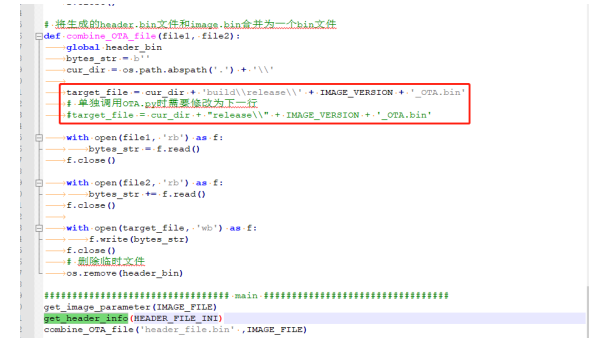 # 将生成的header.bin文件和image.bin合并为一个bin文件
def combine_OTA_file(file1, file2):
global header_bin
bytes_str = b''
cur_dir = os.path.abspath('.') + '\\'
target_file = cur_dir + 'build\\release\\' + IMAGE_VERSION + '_OTA.bin'
# 单独调用OTA.py时需要修改为下一行
#target_file = cur_dir + "release\\" + IMAGE_VERSION + '_OTA.bin'
with open(file1, 'rb') as f:
bytes_str = f.read()
f.close()
with open(file2, 'rb') as f:
bytes_str += f.read()
f.close()
with open(target_file, 'wb') as f:
f.write(bytes_str)
f.close()
# 删除临时文件
os.remove(header_bin)
################################ main ################################
get_image_parameter(IMAGE_FILE)
get_header_info(HEADER_FILE_INI)
combine_OTA_file('header_file.bin' ,IMAGE_FILE)